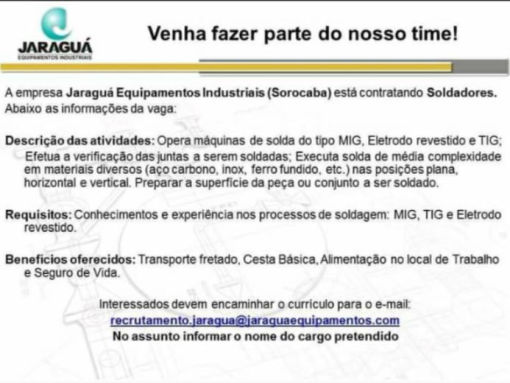 JARAGUÁ
EQUIPAMENTOS INDUSTRIAIS
Venha fazer parte do nosso time!
A empresa Jaraguá Equipamentos Industriais (Sorocaba) está contratando Soldadores.
Abaixo as informações da vaga:
Descrição das atividades: Opera máquinas de solda do tipo MIG, Eletrodo revestido e TIG;
Efetua a verificação das juntas a serem soldadas; Executa solda de média complexidade
em materiais diversos (aço carbono, inox, ferro fundido, etc.) nas posições plana,
horizontal e vertical. Preparar a superfície da peça ou conjunto a ser soldado.
Requisitos: Conhecimentos e experiência nos processos de soldagem: MIG, TIG e Eletrodo
revestido.
Benefícios oferecidos: Transporte fretado, Cesta Básica, Alimentação no local de Trabalho
e Seguro de Vida.
Interessados devem encaminhar o currículo para o e-mail:
recrutamento.jaragua@jaraguaequipamentos.com
No assunto informar o nome do cargo pretendido